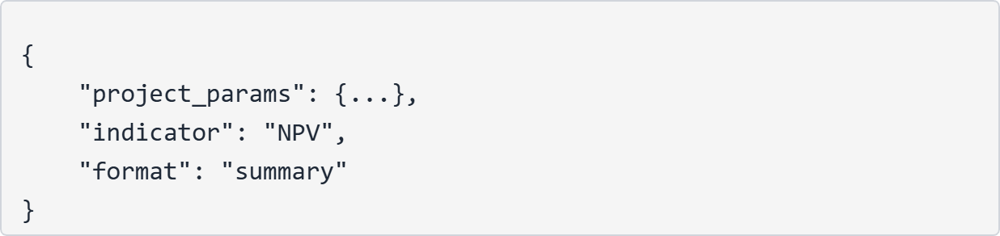 {
    "project_params": {...},
    "indicator": "NPV",
    "format": "summary"
}